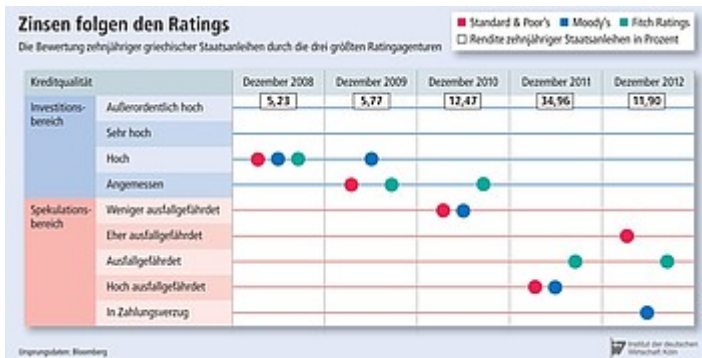 Zinsen folgen den Ratings
Die Bewertung zehnjähriger griechischer Staatsanleihen durch die drei größten Ratingagenturen
Standard & Poor's Moody's Fitch Ratings
Rendite zehnjähriger Staatsanleihen in Prozent
Kreditqualität Dezember 2008 Dezember 2009 Dezember 2010 Dezember 2011 Dezember 2012
5,23 5,77 12,47 34,96 11,90
Investitions-
bereich
Außerordentlich hoch
Sehr hoch
Hoch
Angemessen
Spekulations-
bereich
Weniger ausfallgefährdet
Eher ausfallgefährdet
Ausfallgefährdet
Hoch ausfallgefährdet
In Zahlungsverzug
Ursprungsdaten: Bloomberg
Institut der deutschen
Wirtschaft Köln